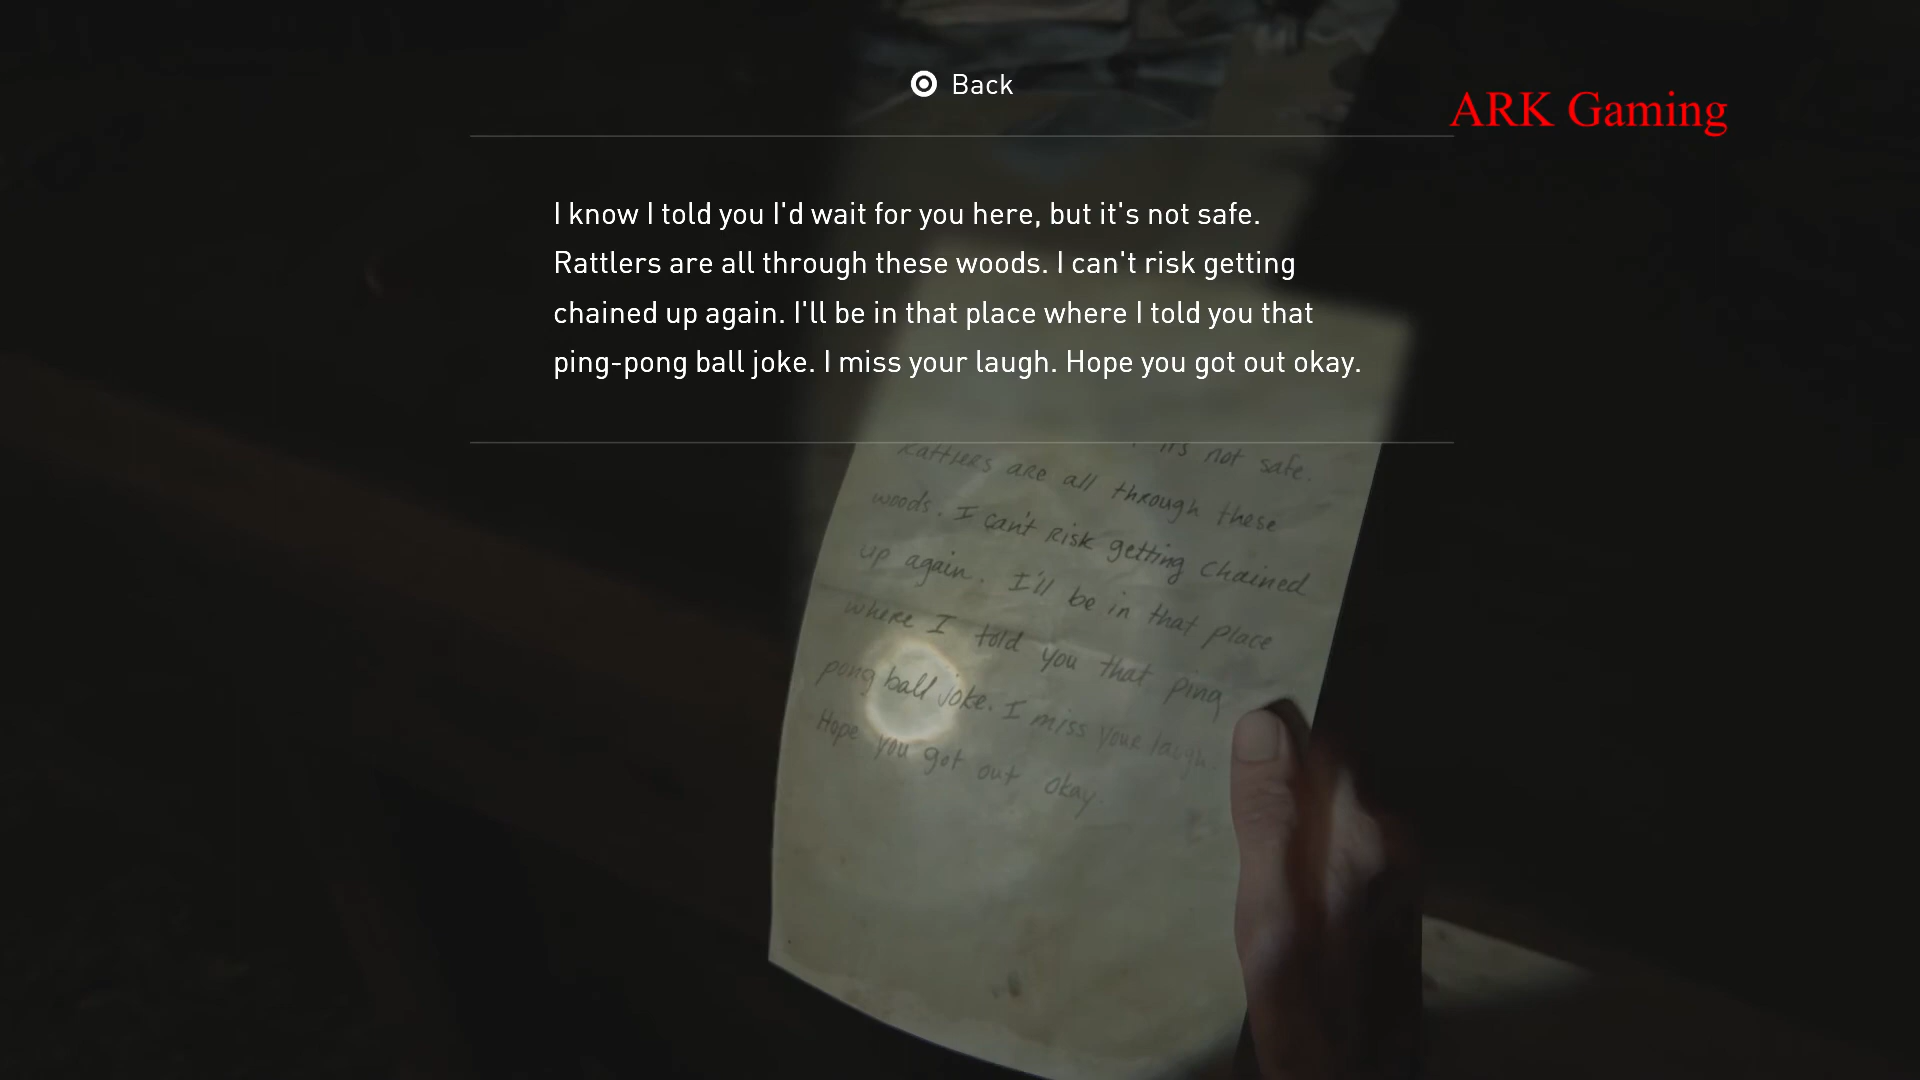 Back
ARK Gaming
I know I told you I'd wait for you here, but it's not safe.
Rattlers are all through these woods. I can't risk getting
chained up again. I'll be in that place where I told you that
ping-pong ball joke. I miss your laugh. Hope you got out okay.
it's not safe.
Rattlers are all through these
woods. I can't risk getting chained
up again. I'll be in that place
where I told you that ping
pong ball joke. I miss your laugh.
Hope you got out okay.